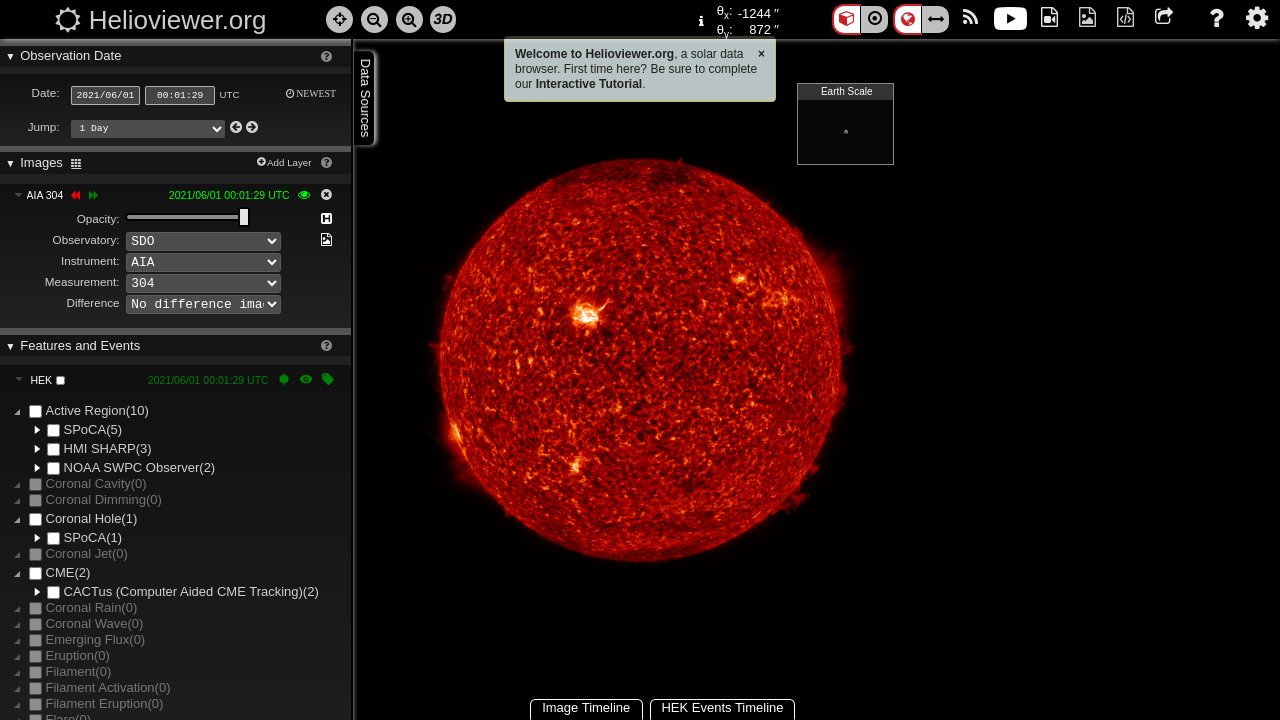 Helioviewer.org
3D
θx: -1244 ″
θy: 872 ″
Observation Date
Date: 2021/06/01 00:01:29 UTC NEWEST
Jump: 1 Day
Images
Add Layer
AIA 304 2021/06/01 00:01:29 UTC
Opacity:
Observatory: SDO
Instrument: AIA
Measurement: 304
Difference No difference imag
Features and Events
HEK 2021/06/01 00:01:29 UTC
Active Region(10)
SPoCA(5)
HMI SHARP(3)
NOAA SWPC Observer(2)
Coronal Cavity(0)
Coronal Dimming(0)
Coronal Hole(1)
SPoCA(1)
Coronal Jet(0)
CME(2)
CACTus (Computer Aided CME Tracking)(2)
Coronal Rain(0)
Coronal Wave(0)
Emerging Flux(0)
Eruption(0)
Filament(0)
Filament Activation(0)
Filament Eruption(0)
Flare(0)
Data Sources
Welcome to Helioviewer.org, a solar data
browser. First time here? Be sure to complete
our Interactive Tutorial.
×
Earth Scale
Image Timeline
HEK Events Timeline